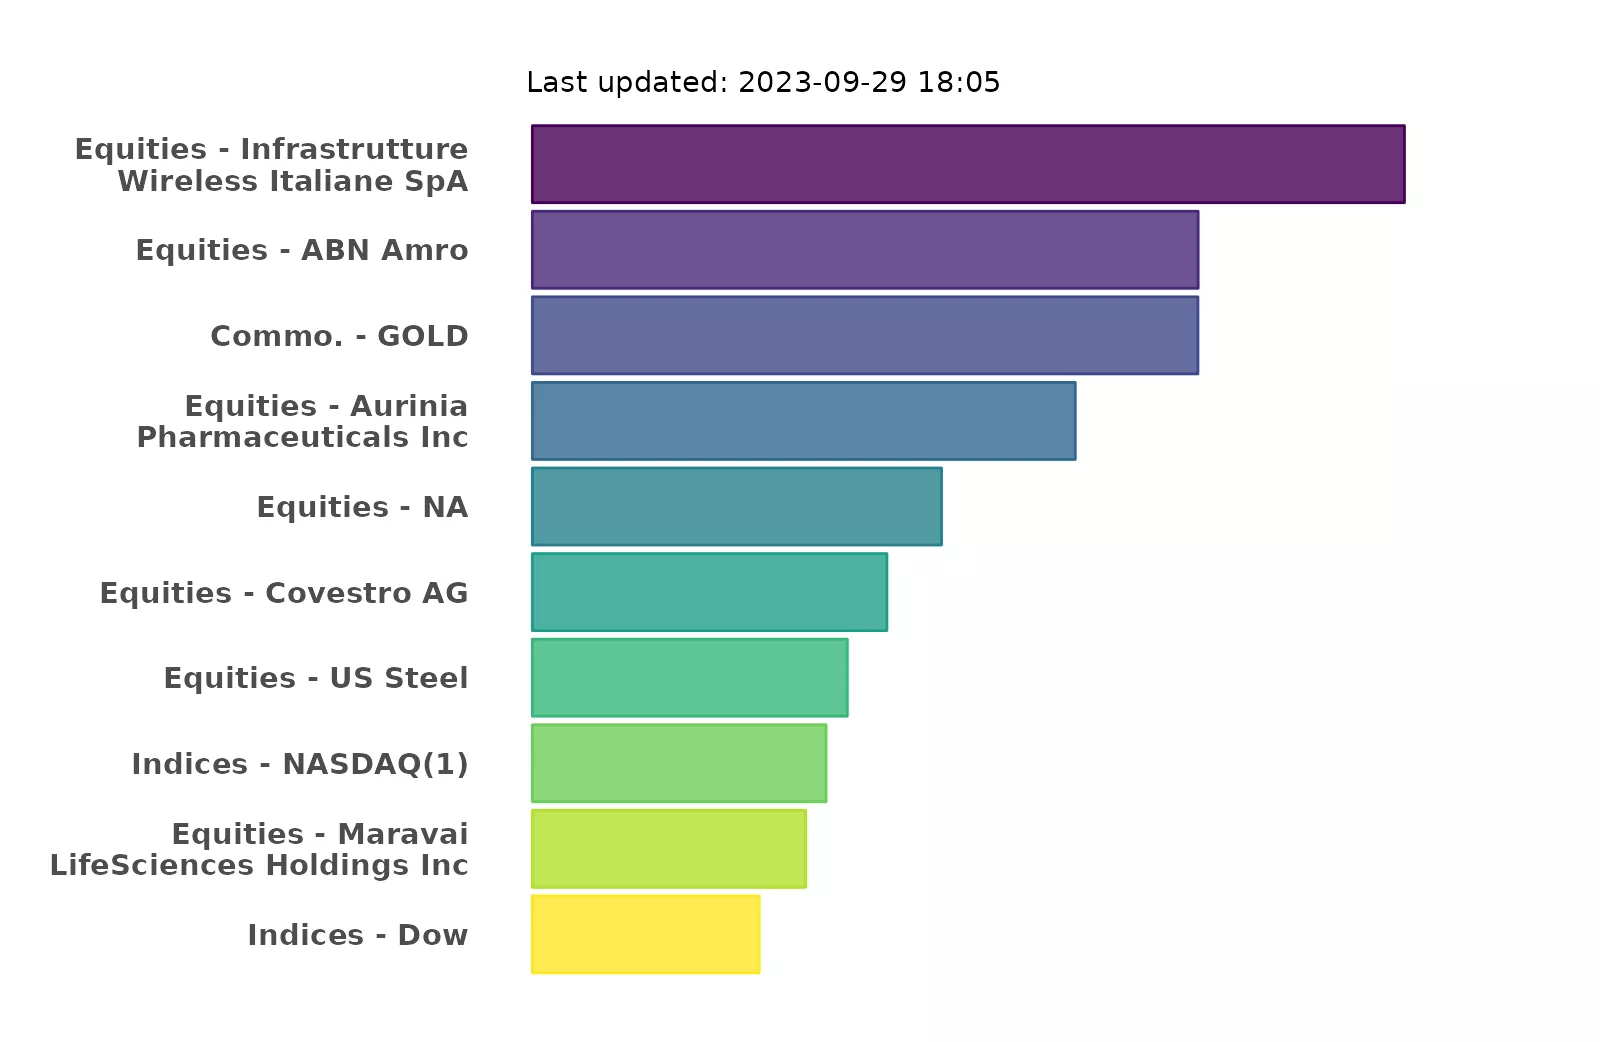 Last updated: 2023-09-29 18:05
Equities - Infrastrutture
Wireless Italiane SpA
Equities - ABN Amro
Commo. - GOLD
Equities - Aurinia
Pharmaceuticals Inc
Equities - NA
Equities - Covestro AG
Equities - US Steel
Indices - NASDAQ(1)
Equities - Maravai
LifeSciences Holdings Inc
Indices - Dow